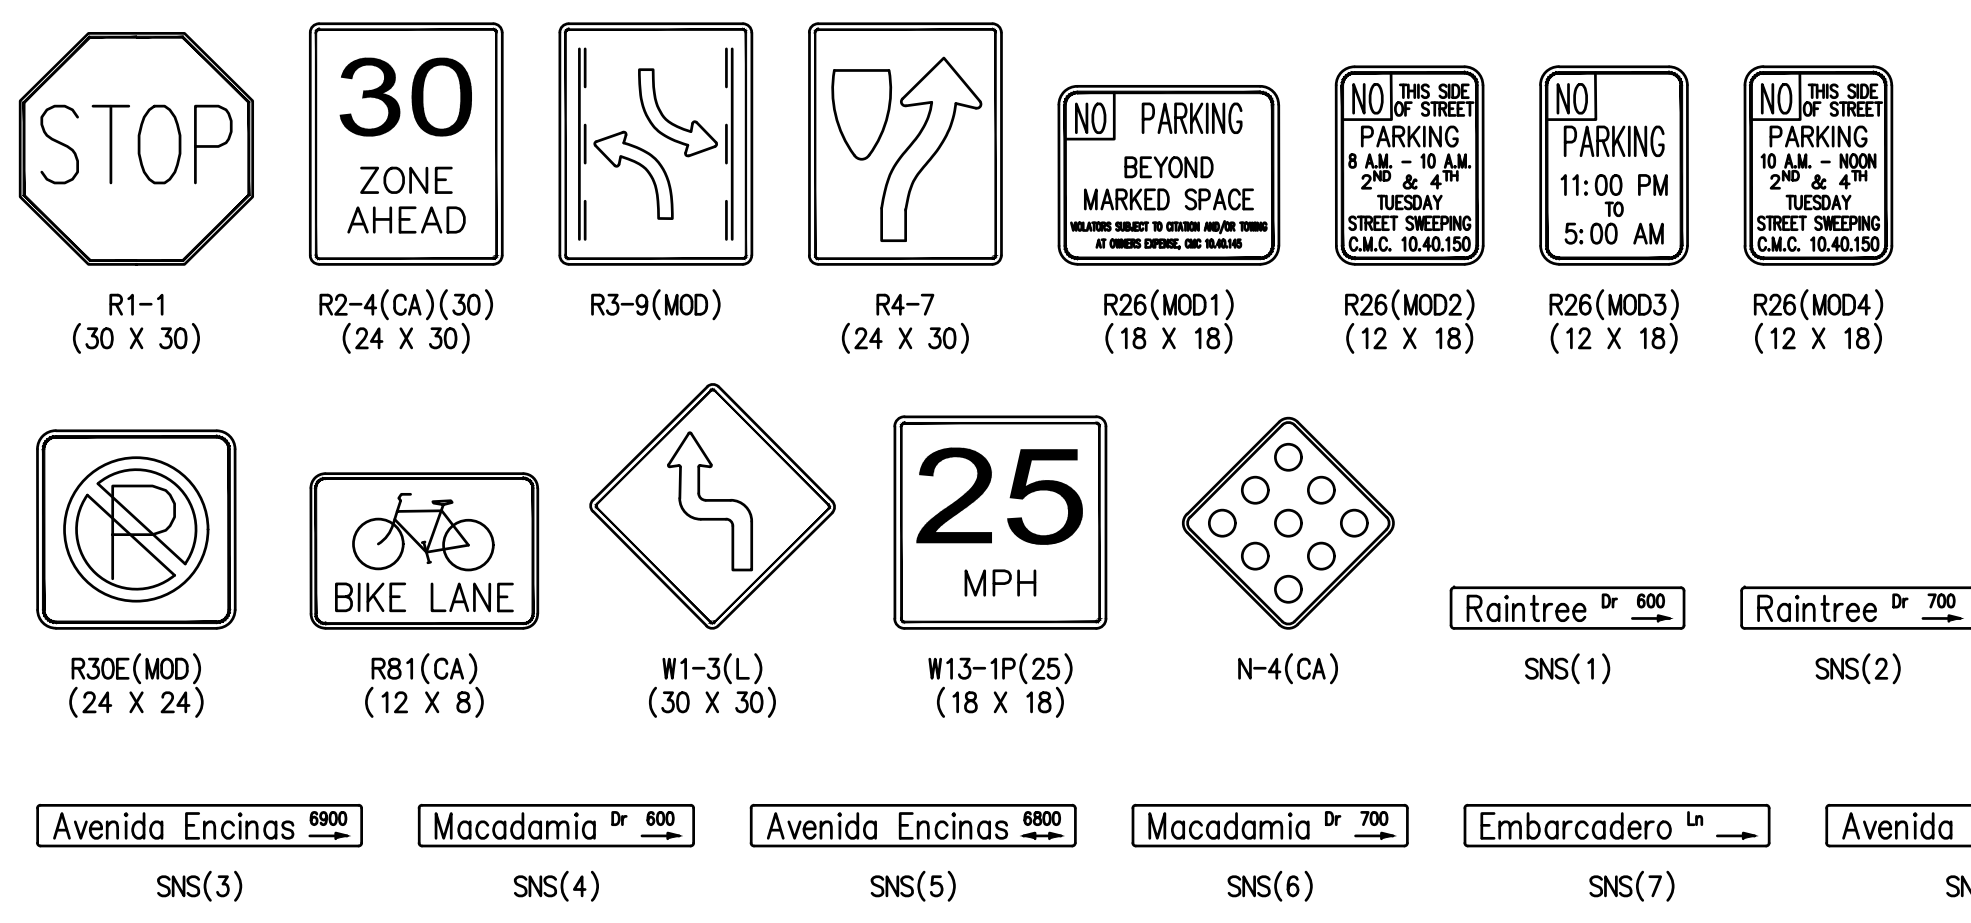 STOP
R1-1
(30 X 30)
30
ZONE
AHEAD
R2-4(CA)(30)
(24 X 30)
R3-9(MOD)
R4-7
(24 X 30)
NO PARKING
BEYOND
MARKED SPACE
VIOLATORS SUBJECT TO CITATION AND/OR TOWING
AT OWNERS EXPENSE, CMC 10.40.145
R26(MOD1)
(18 X 18)
NO THIS SIDE
OF STREET
PARKING
8 A.M. - 10 A.M.
2ND & 4TH
TUESDAY
STREET SWEEPING
C.M.C. 10.40.150
R26(MOD2)
(12 X 18)
NO
PARKING
11:00 PM
TO
5:00 AM
R26(MOD3)
(12 X 18)
NO THIS SIDE
OF STREET
PARKING
10 A.M. - NOON
2ND & 4TH
TUESDAY
STREET SWEEPING
C.M.C. 10.40.150
R26(MOD4)
(12 X 18)
P
R30E(MOD)
(24 X 24)
BIKE LANE
R81(CA)
(12 X 8)
W1-3(L)
(30 X 30)
25
MPH
W13-1P(25)
(18 X 18)
N-4(CA)
Raintree Dr 600
SNS(1)
Raintree Dr 700
SNS(2)
Avenida Encinas 6900
SNS(3)
Macadamia Dr 600
SNS(4)
Avenida Encinas 6800
SNS(5)
Macadamia Dr 700
SNS(6)
Embarcadero Ln
SNS(7)
Avenida
SN